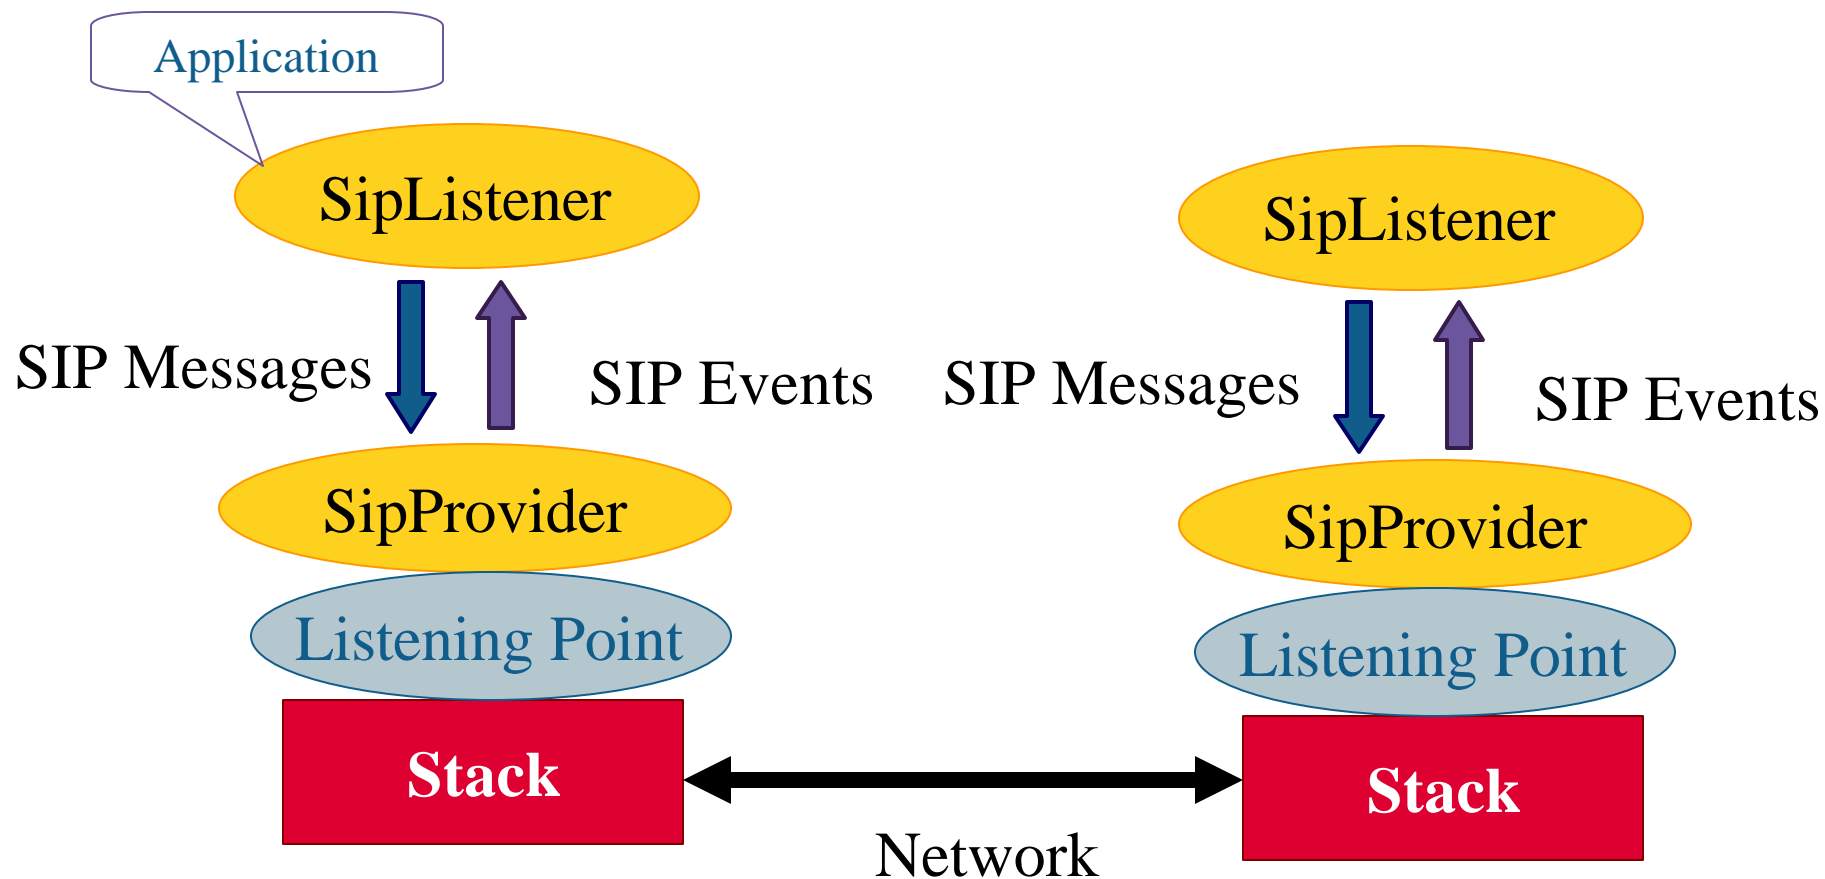 Application
SipListener
SipListener
SIP Messages
SIP Events
SIP Messages
SIP Events
SipProvider
SipProvider
Listening Point
Listening Point
Stack
Stack
Network